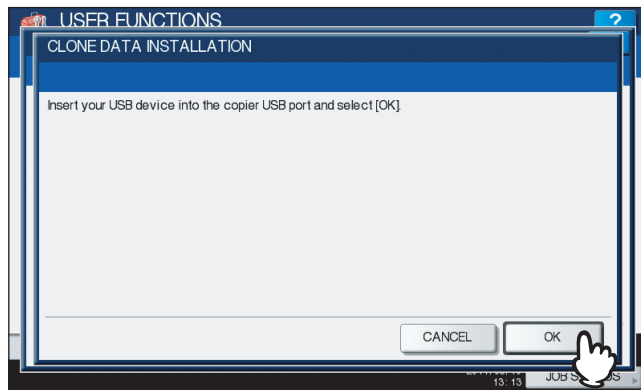 USER FUNCTIONS
?
CLONE DATA INSTALLATION
Insert your USB device into the copier USB port and select [OK].
CANCEL
OK
13:13
JOB